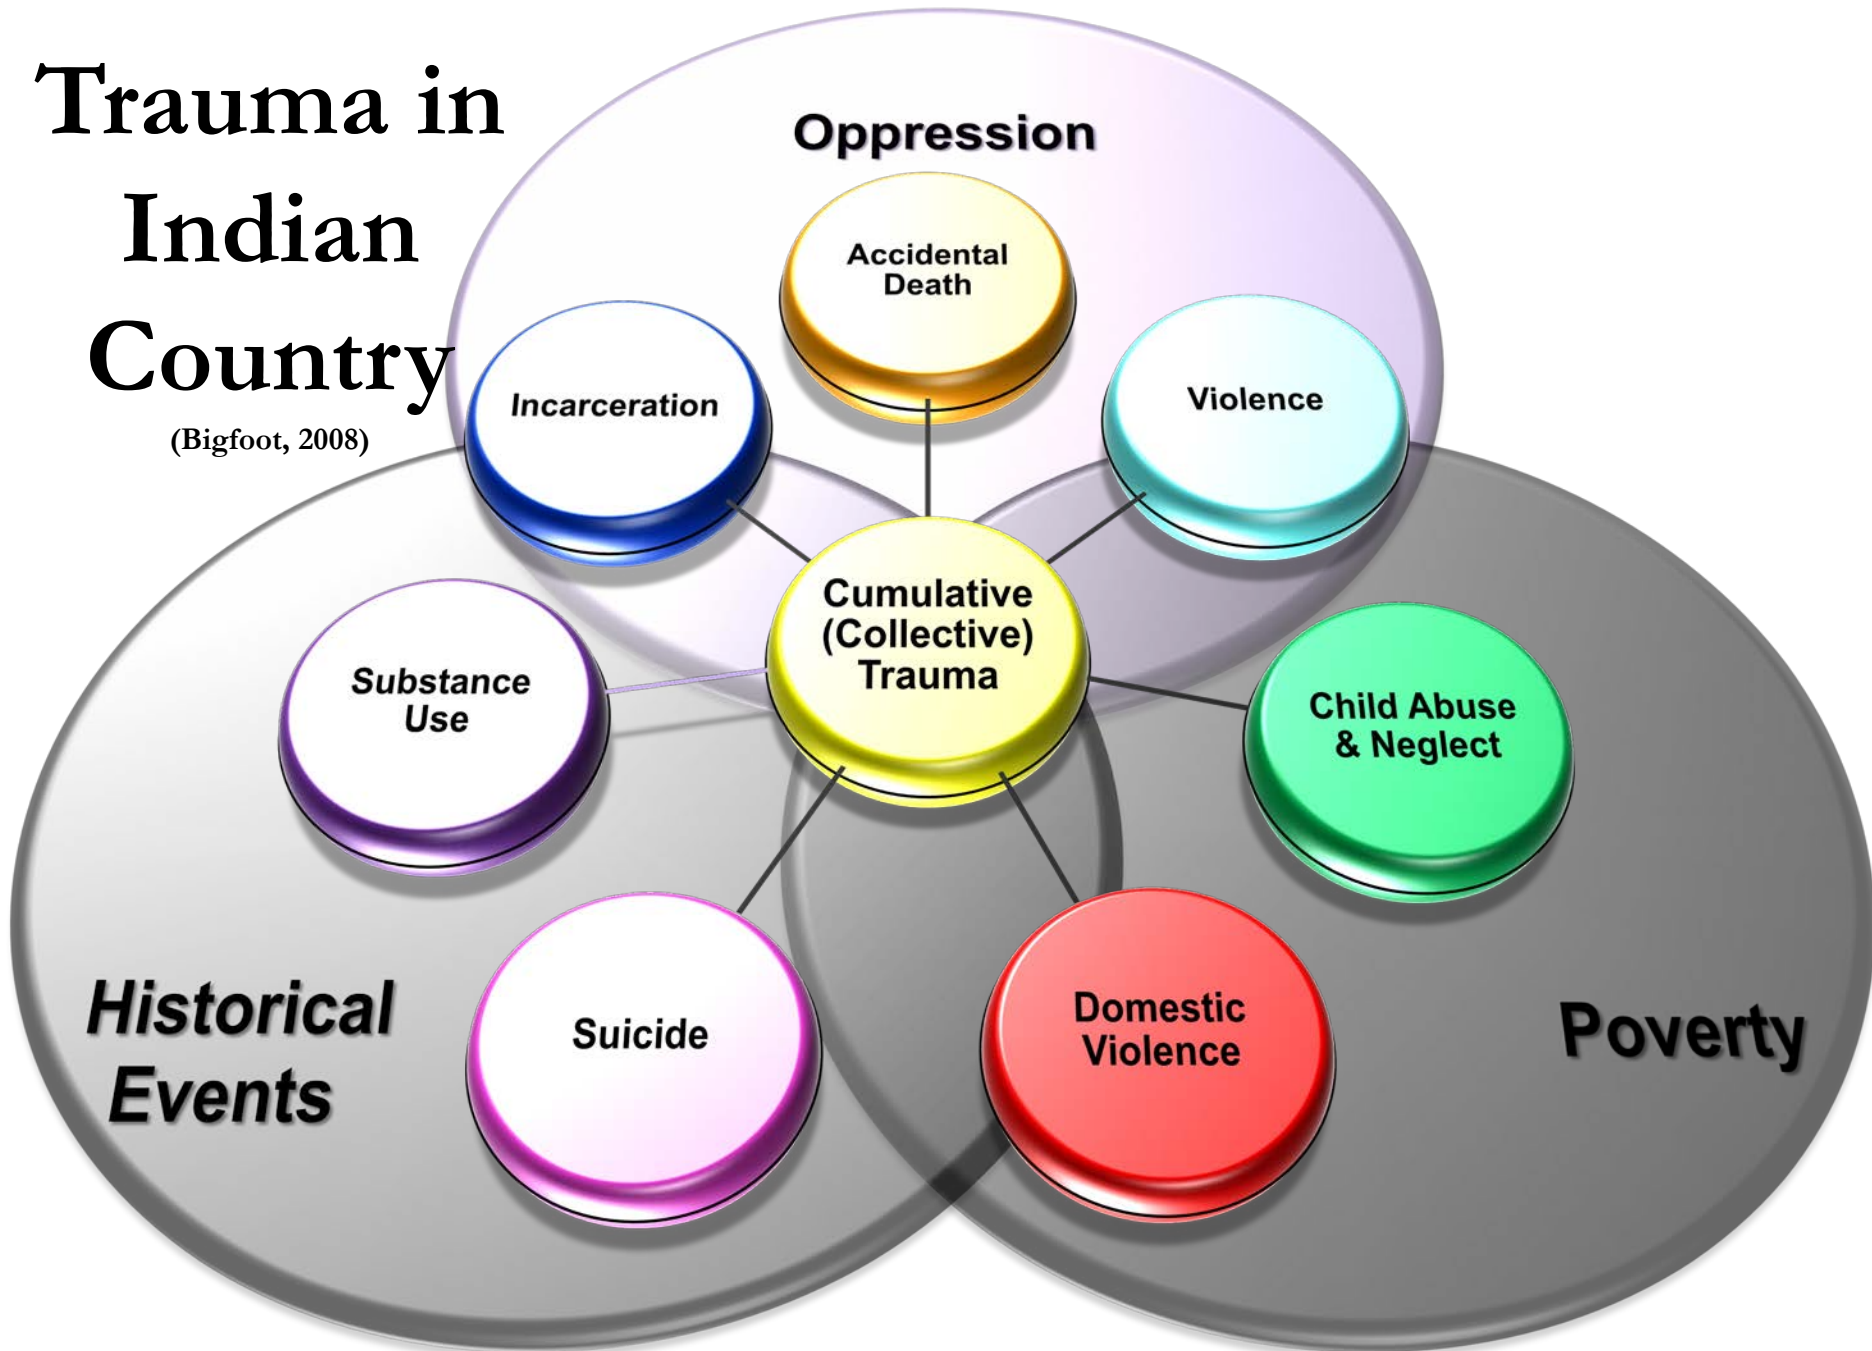 Trauma in
Indian
Country
(Bigfoot, 2008)
Oppression
Accidental
Death
Incarceration
Violence
Cumulative
(Collective)
Trauma
Substance
Use
Child Abuse
& Neglect
Historical
Events
Suicide
Domestic
Violence
Poverty